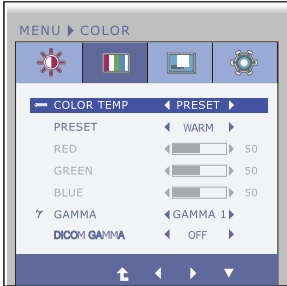 MENU COLOR
COLOR TEMP PRESET
PRESET WARM
RED 50
GREEN 50
BLUE 50
γ GAMMA GAMMA 1
DICOM GAMMA OFF